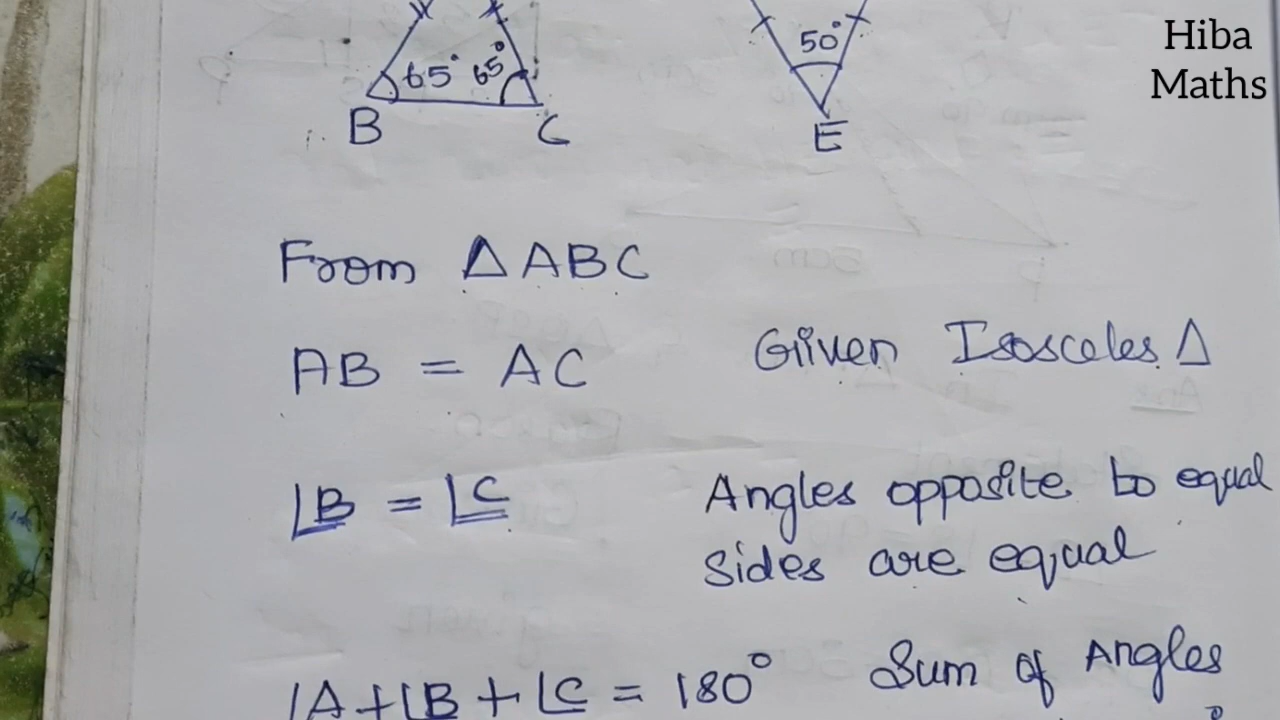 Hiba
Maths
65° 65°
50°
B C
E
From △ABC
AB = AC Given Isosceles △
∠B = ∠C Angles opposite to equal
sides are equal
∠A+∠B+∠C = 180° Sum of Angles